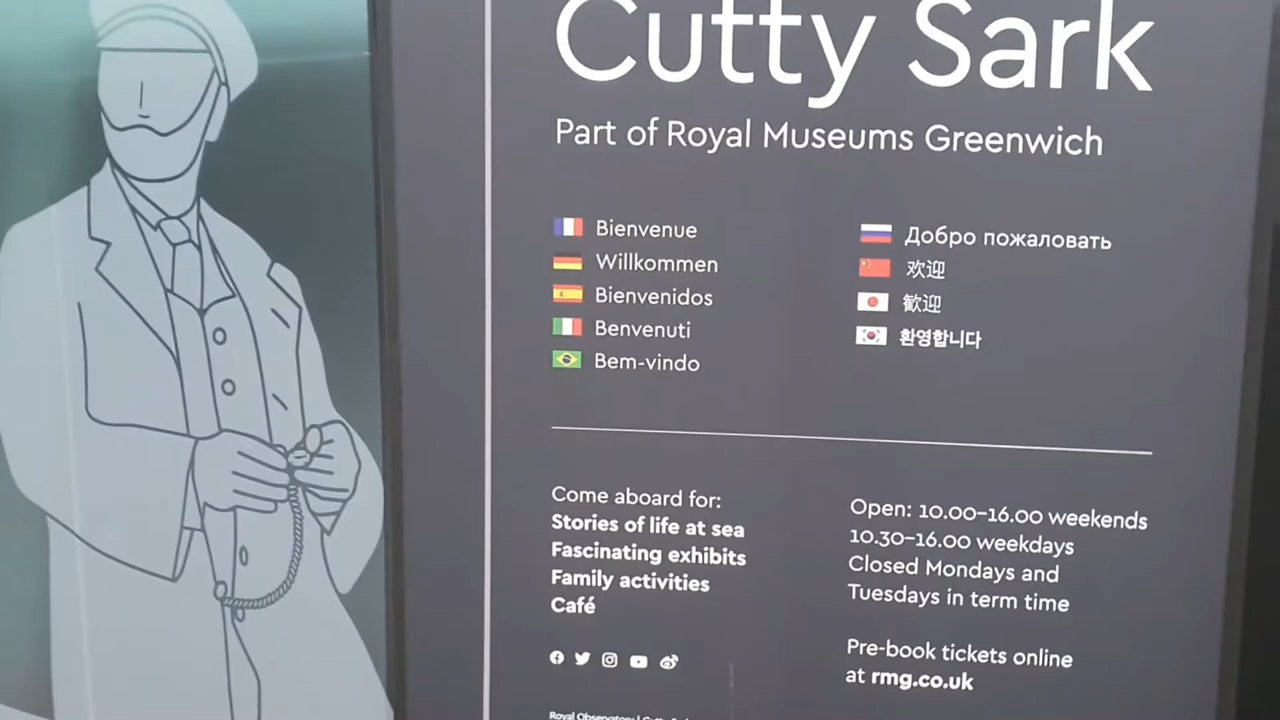 Cutty Sark
Part of Royal Museums Greenwich
Bienvenue
Willkommen
Bienvenidos
Benvenuti
Bem-vindo
Добро пожаловать
欢迎
歓迎
환영합니다
Come aboard for:
Stories of life at sea
Fascinating exhibits
Family activities
Café
Open: 10.00–16.00 weekends
10.30–16.00 weekdays
Closed Mondays and
Tuesdays in term time
Pre-book tickets online
at rmg.co.uk
Royal Observatory |